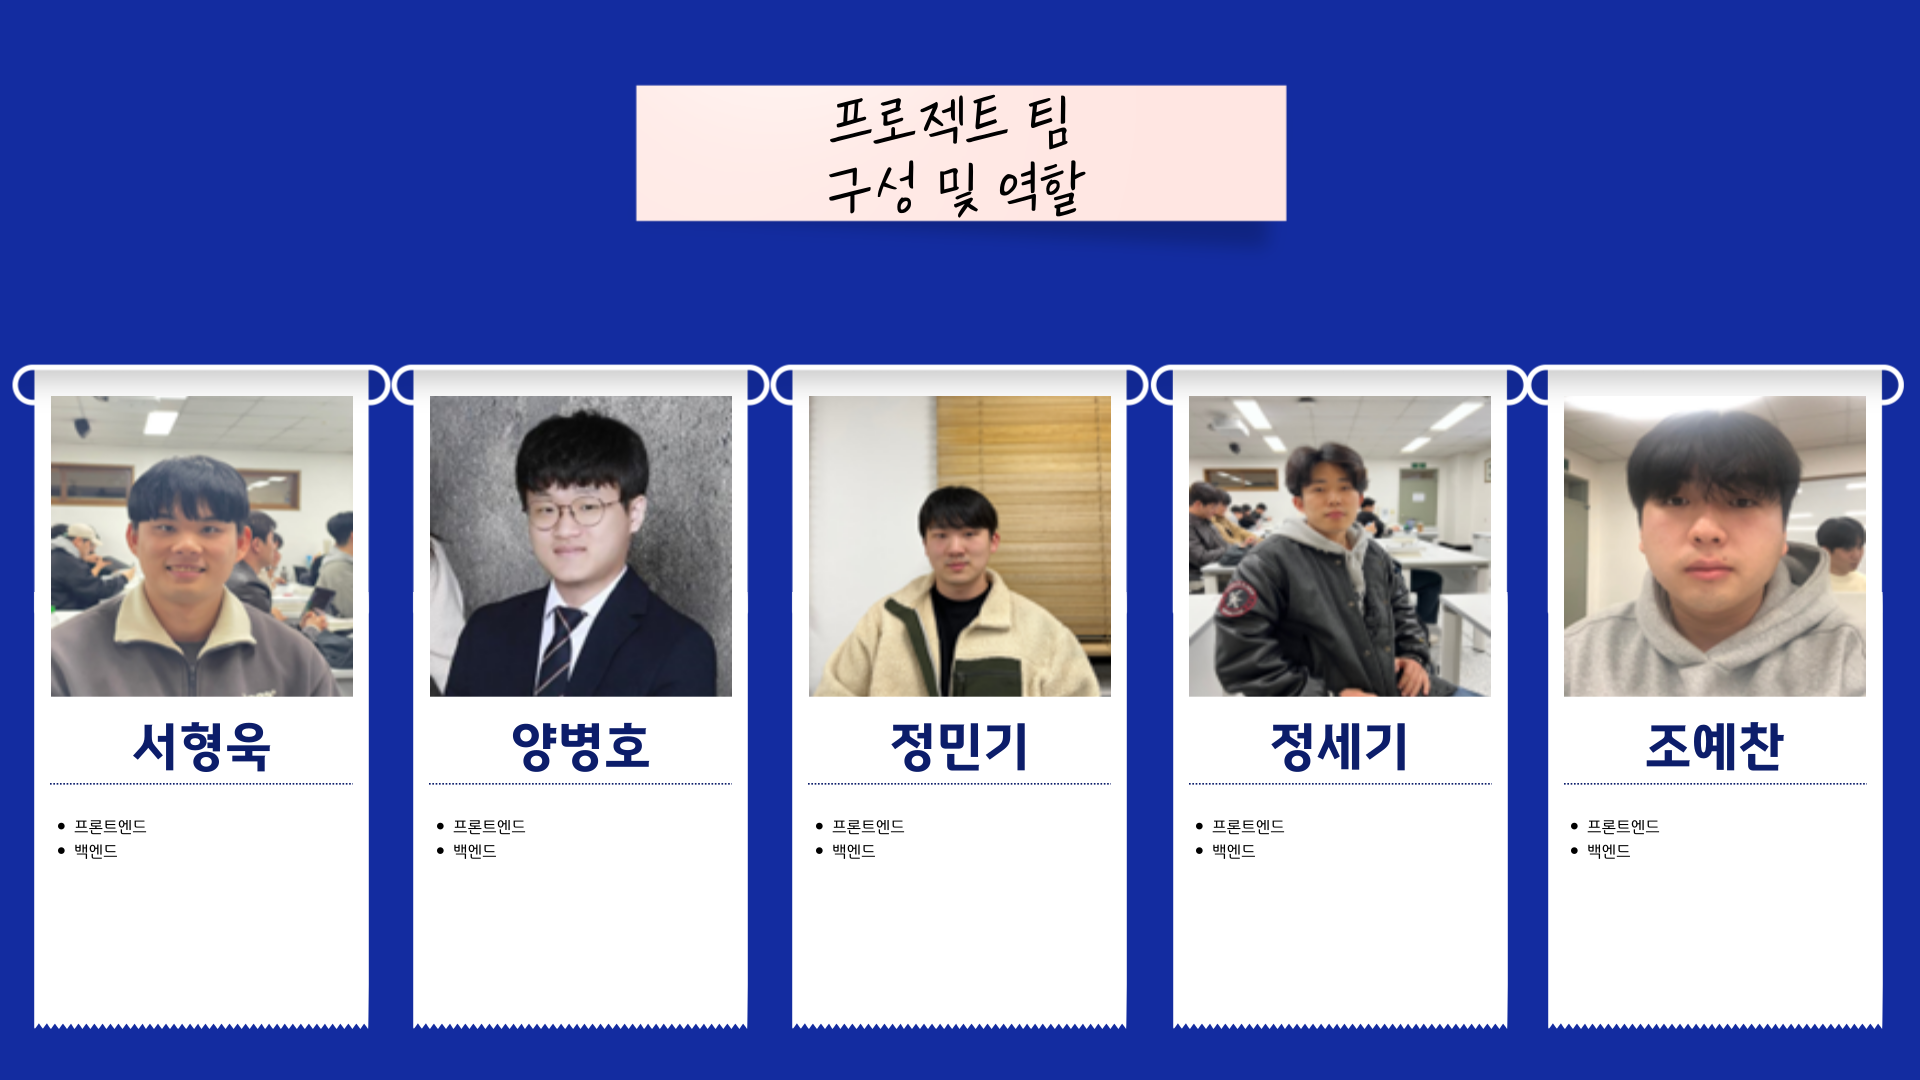 프로젝트 팀
구성 및 역할
서형욱
프론트엔드
백엔드
양병호
프론트엔드
백엔드
정민기
프론트엔드
백엔드
정세기
프론트엔드
백엔드
조예찬
프론트엔드
백엔드